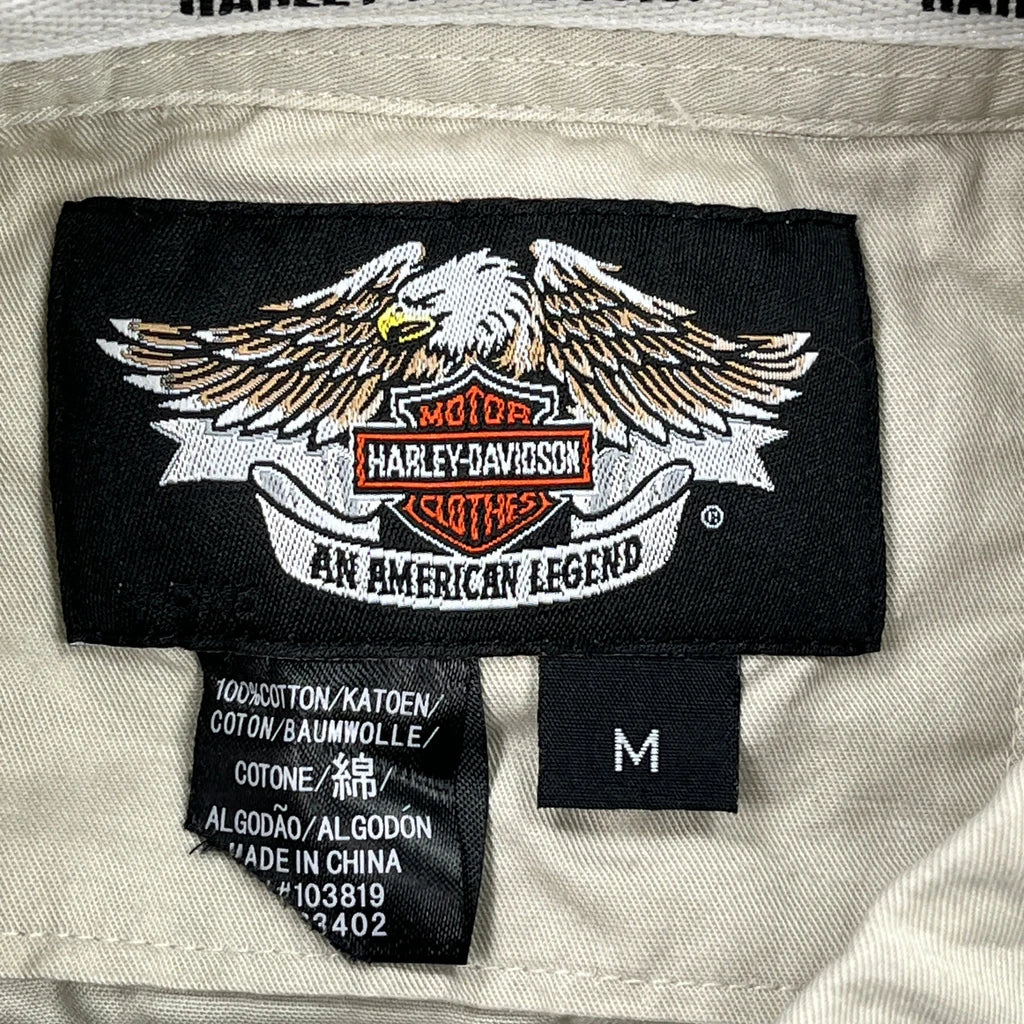 MOTOR
HARLEY-DAVIDSON
CLOTHES
®
AN AMERICAN LEGEND
100%COTTON/KATOEN/
COTON/BAUMWOLLE/
COTONE/綿/
ALGODÃO/ALGODÓN
MADE IN CHINA
#103819
3402
M